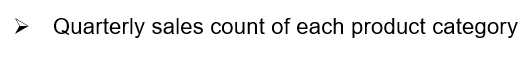 ➢ Quarterly sales count of each product category